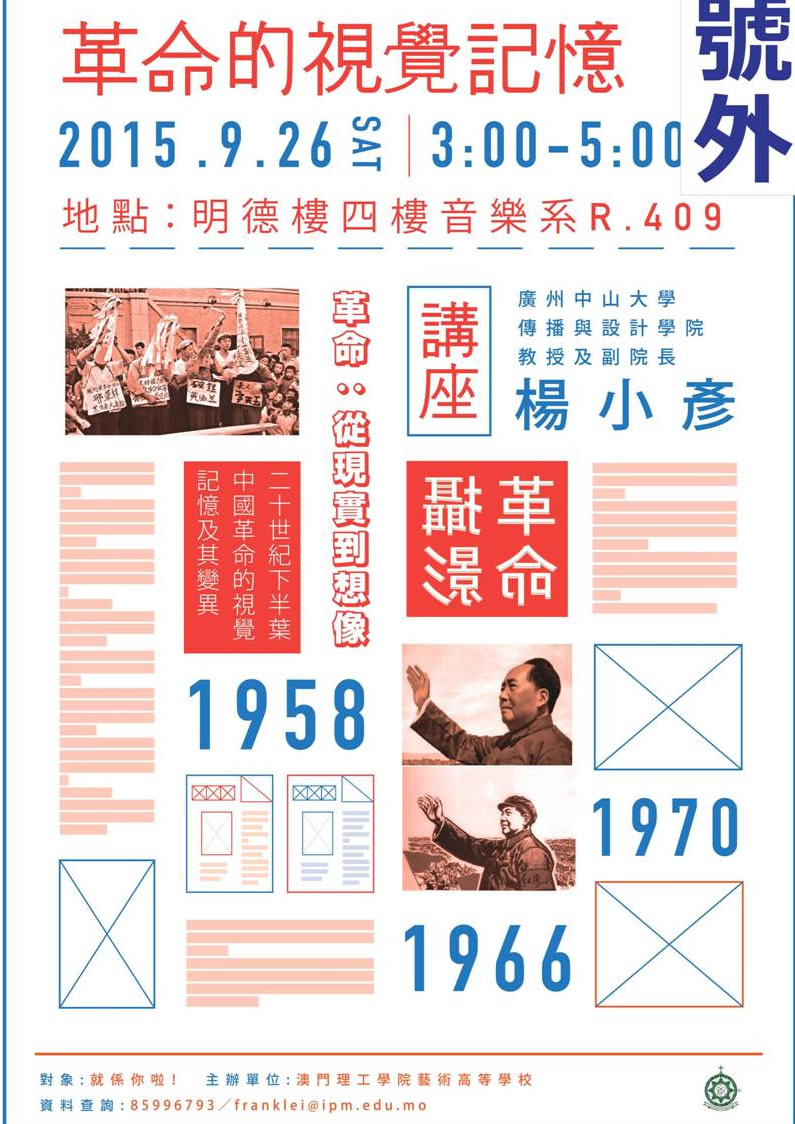 號外
革命的視覺記憶
2015.9.26 SAT | 3:00-5:00
地點：明德樓四樓音樂系R.409
革命：從現實到想像
講座
廣州中山大學
傳播與設計學院
教授及副院長
楊小彥
二十世紀下半葉
中國革命的視覺
記憶及其變異
革命
攝影
1958
1970
1966
對象:就係你啦! 主辦單位:澳門理工學院藝術高等學校
資料查詢:85996793／franklei@ipm.edu.mo